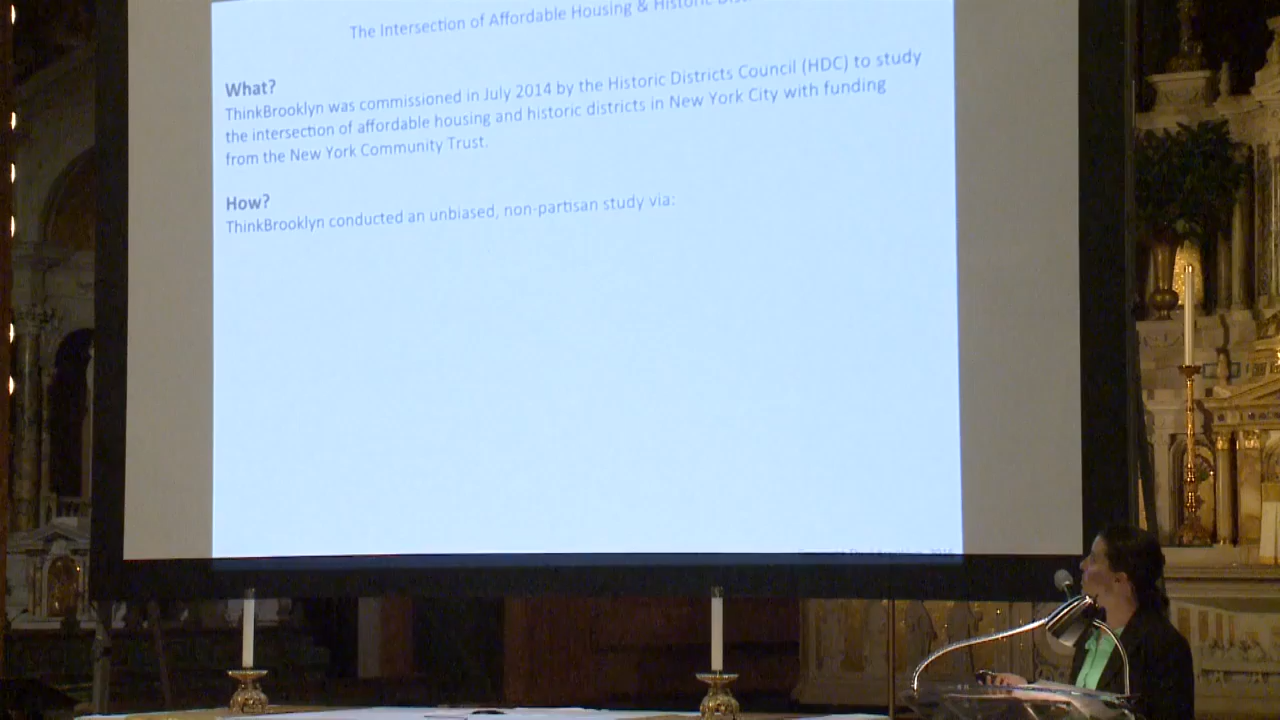 The Intersection of Affordable Housing & Historic
What?
ThinkBrooklyn was commissioned in July 2014 by the Historic Districts Council (HDC) to study
the intersection of affordable housing and historic districts in New York City with funding
from the New York Community Trust.
How?
ThinkBrooklyn conducted an unbiased, non-partisan study via: